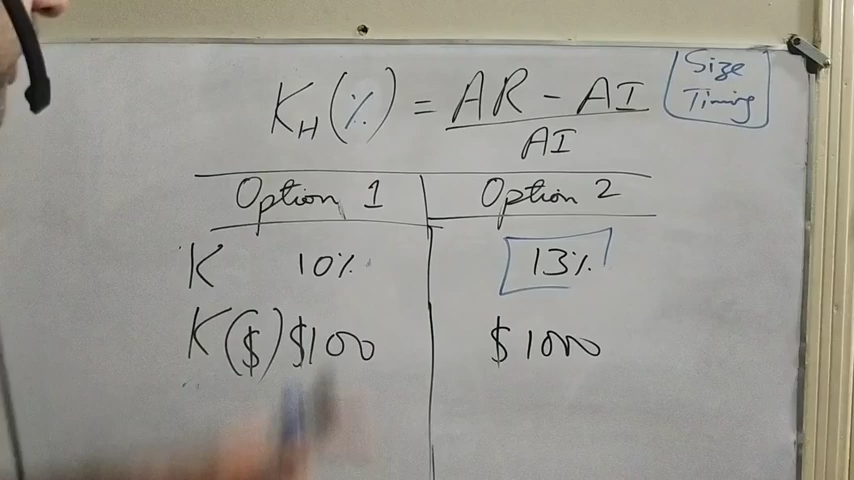 K_H(%) = AR - AI / AI
Size
Timing
Option 1 Option 2
K 10% 13%
K($) $100 $1000